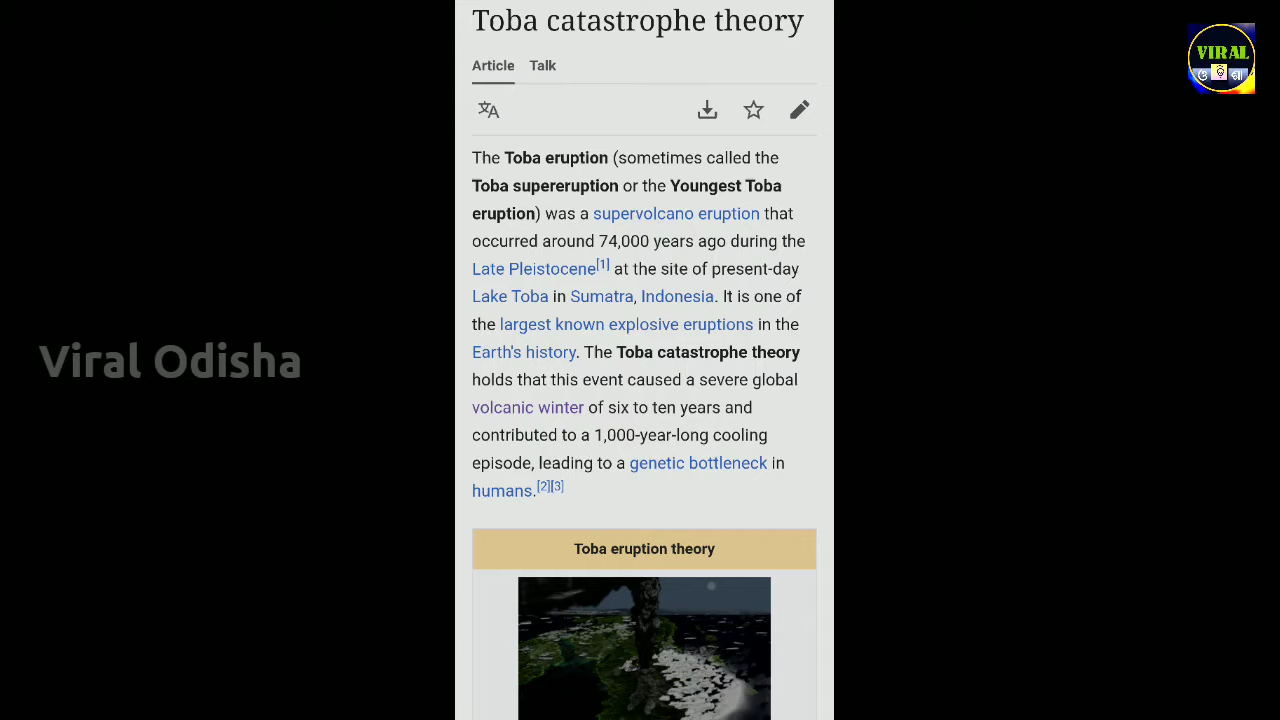 Toba catastrophe theory
VIRAL
ଓଡ଼ିଶା
Article Talk
The Toba eruption (sometimes called the
Toba supereruption or the Youngest Toba
eruption) was a supervolcano eruption that
occurred around 74,000 years ago during the
Late Pleistocene[1] at the site of present-day
Lake Toba in Sumatra, Indonesia. It is one of
the largest known explosive eruptions in the
Earth's history. The Toba catastrophe theory
holds that this event caused a severe global
volcanic winter of six to ten years and
contributed to a 1,000-year-long cooling
episode, leading to a genetic bottleneck in
humans.[2][3]
Viral Odisha
Toba eruption theory